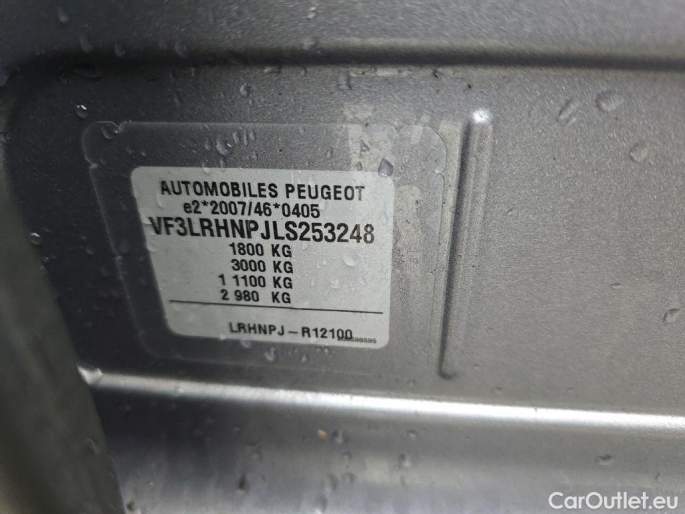 AUTOMOBILES PEUGEOT
e2*2007/46*0405
VF3LRHNPJLS253248
1800 KG
3000 KG
1 1100 KG
2 980 KG
LRHNPJ-R12100
CarOutlet.eu